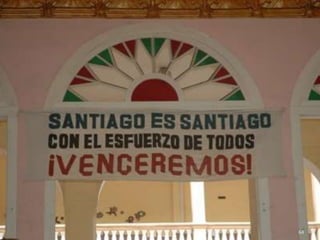 SANTIAGO ES SANTIAGO
CON EL ESFUERZO DE TODOS
¡VENCEREMOS!